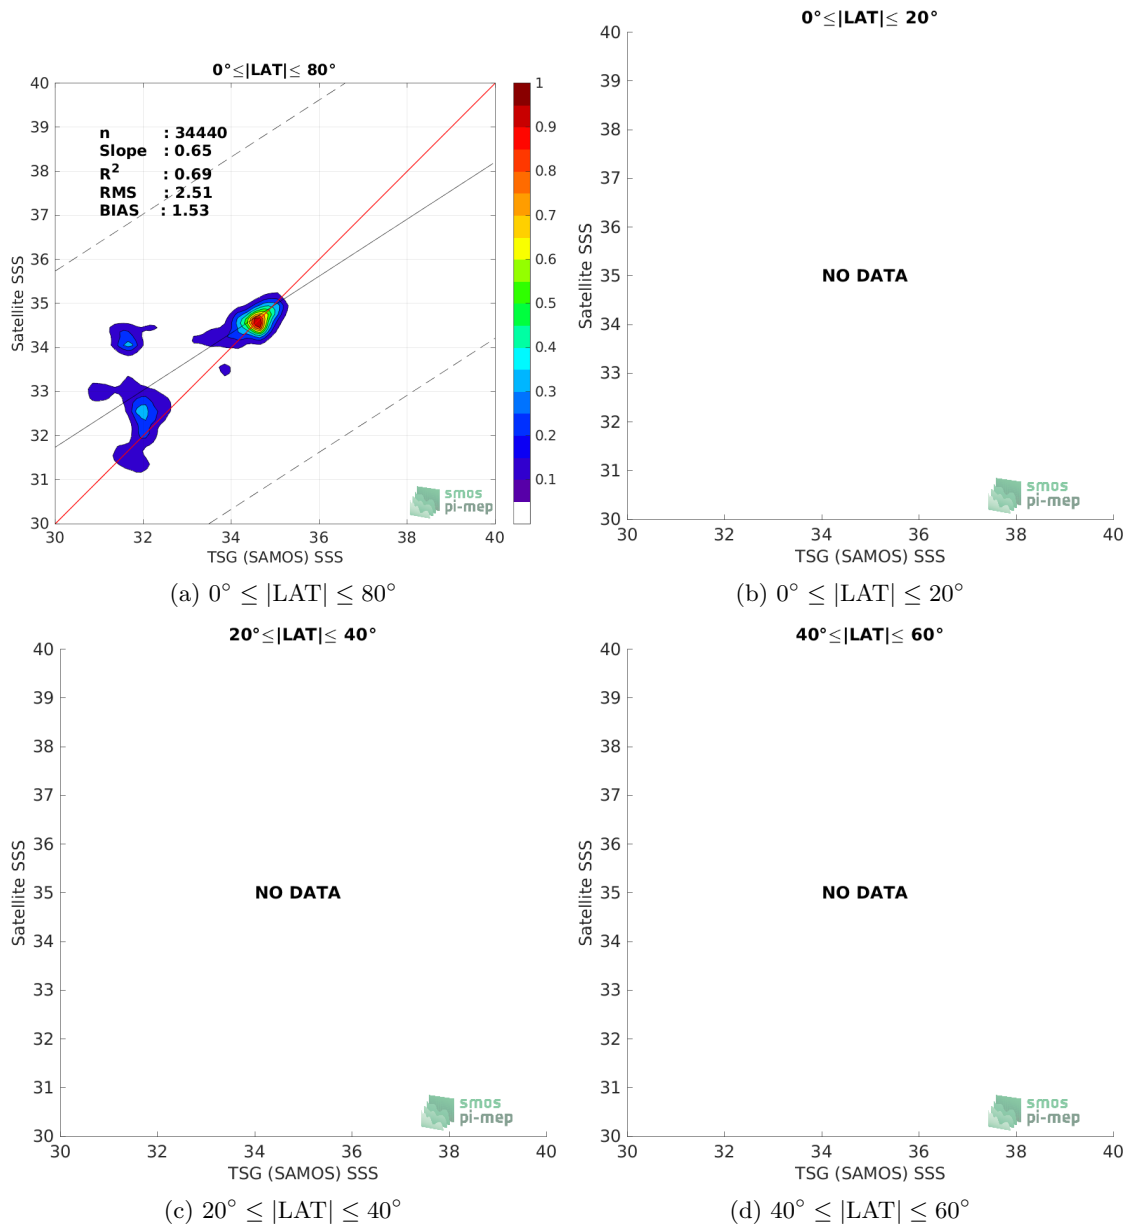 0°≤|LAT|≤ 80°
40
39
38
37
36
35
34
33
32
31
30
Satellite SSS
n : 34440
Slope : 0.65
R² : 0.69
RMS : 2.51
BIAS : 1.53
1
0.9
0.8
0.7
0.6
0.5
0.4
0.3
0.2
0.1
smos
pi-mep
30 32 34 36 38 40
TSG (SAMOS) SSS
(a) 0° ≤ |LAT| ≤ 80°
0°≤|LAT|≤ 20°
40
39
38
37
36
35
34
33
32
31
30
Satellite SSS
NO DATA
smos
pi-mep
30 32 34 36 38 40
TSG (SAMOS) SSS
(b) 0° ≤ |LAT| ≤ 20°
20°≤|LAT|≤ 40°
40
39
38
37
36
35
34
33
32
31
30
Satellite SSS
NO DATA
smos
pi-mep
30 32 34 36 38 40
TSG (SAMOS) SSS
(c) 20° ≤ |LAT| ≤ 40°
40°≤|LAT|≤ 60°
40
39
38
37
36
35
34
33
32
31
30
Satellite SSS
NO DATA
smos
pi-mep
30 32 34 36 38 40
TSG (SAMOS) SSS
(d) 40° ≤ |LAT| ≤ 60°